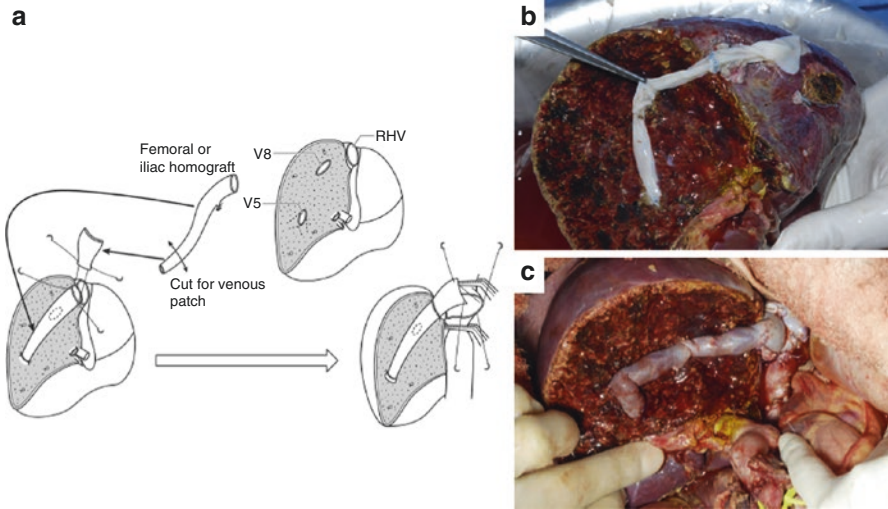 a
Femoral or
iliac homograft
V8
RHV
V5
Cut for venous
patch
b
c